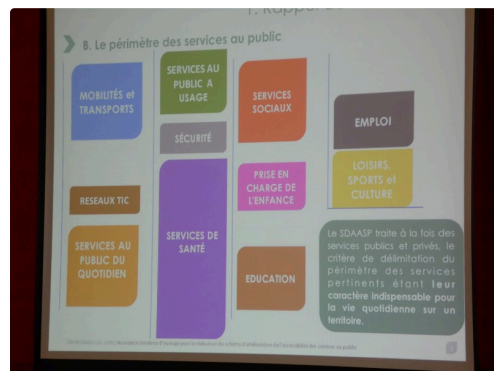 1. Rappel
B. Le périmètre des services au public
MOBILITÉS et
TRANSPORTS
RESEAUX TIC
SERVICES AU
PUBLIC DU
QUOTIDIEN
SERVICES AU
PUBLIC A
USAGE
SÉCURITÉ
SERVICES DE
SANTÉ
SERVICES
SOCIAUX
PRISE EN
CHARGE DE
L'ENFANCE
EDUCATION
EMPLOI
LOISIRS,
SPORTS et
CULTURE
Le SDAASP traite à la fois des
services publics et privés, le
critère de délimitation du
périmètre des services
pertinents étant leur
caractère indispensable pour
la vie quotidienne sur un
territoire.